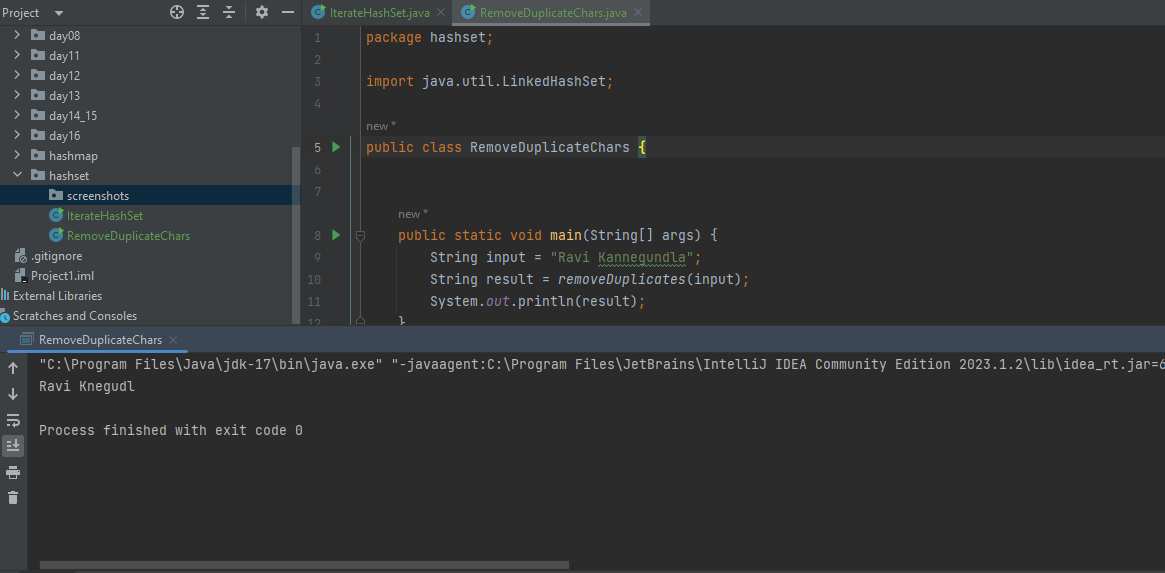 Project
IterateHashSet.java
RemoveDuplicateChars.java
day08
day11
day12
day13
day14_15
day16
hashmap
hashset
screenshots
IterateHashSet
RemoveDuplicateChars
.gitignore
Project1.iml
External Libraries
Scratches and Consoles
1 package hashset;
2
3 import java.util.LinkedHashSet;
4
new *
5 public class RemoveDuplicateChars {
6
7
new *
8 public static void main(String[] args) {
9 String input = "Ravi Kannegundla";
10 String result = removeDuplicates(input);
11 System.out.println(result);
12 }
RemoveDuplicateChars
"C:\Program Files\Java\jdk-17\bin\java.exe" "-javaagent:C:\Program Files\JetBrains\IntelliJ IDEA Community Edition 2023.1.2\lib\idea_rt.jar=6
Ravi Knegudl
Process finished with exit code 0